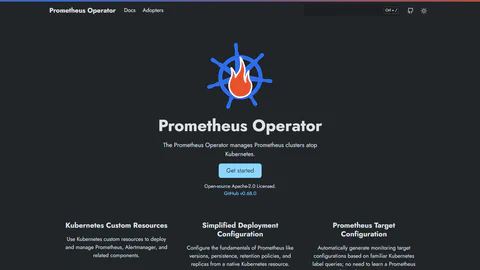 Prometheus Operator Docs Adopters Ctrl + /
Prometheus Operator
The Prometheus Operator manages Prometheus clusters atop
Kubernetes.
Get started
Open-source Apache-2.0 Licensed.
GitHub v0.68.0
Kubernetes Custom Resources
Use Kubernetes custom resources to deploy
and manage Prometheus, Alertmanager, and
related components.
Simplified Deployment
Configuration
Configure the fundamentals of Prometheus like
versions, persistence, retention policies, and
replicas from a native Kubernetes resource.
Prometheus Target
Configuration
Automatically generate monitoring target
configurations based on familiar Kubernetes
label queries; no need to learn a Prometheus